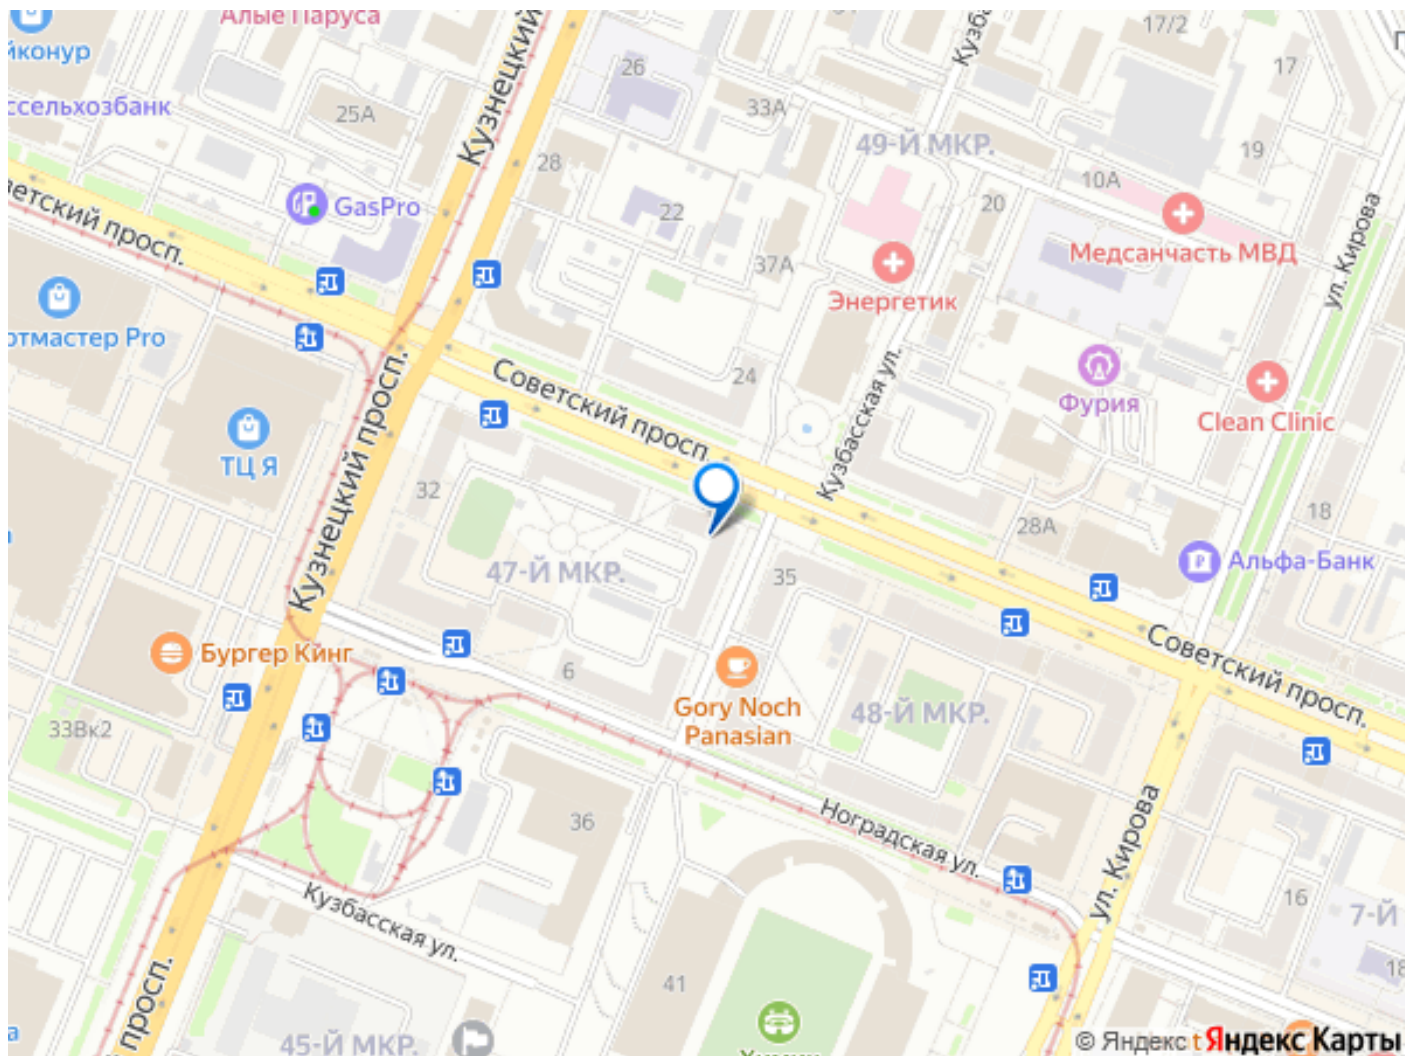 Алые Паруса
йконур
ссельхозбанк
25А
26
28
22
33А
37А
24
17/2
17
49-Й МКР.
19
10А
20
Кузнецкий
GasPro
ветский просп.
Медсанчасть МВД
Энергетик
ул. Кирова
отмастер Pro
Советский просп.
Кузбасская ул.
Фурия
Clean Clinic
ТЦ Я
Кузнецкий просп.
32
47-Й МКР.
35
28А
18
Альфа-Банк
Бургер Кинг
6
Gory Noch
Panasian
48-Й МКР.
Советский просп.
33Вк2
36
Ноградская ул.
ул. Кирова
Кузбасская ул.
16
7-Й
18
41
просп.
45-Й МКР.
© Яндекс
Яндекс Карты